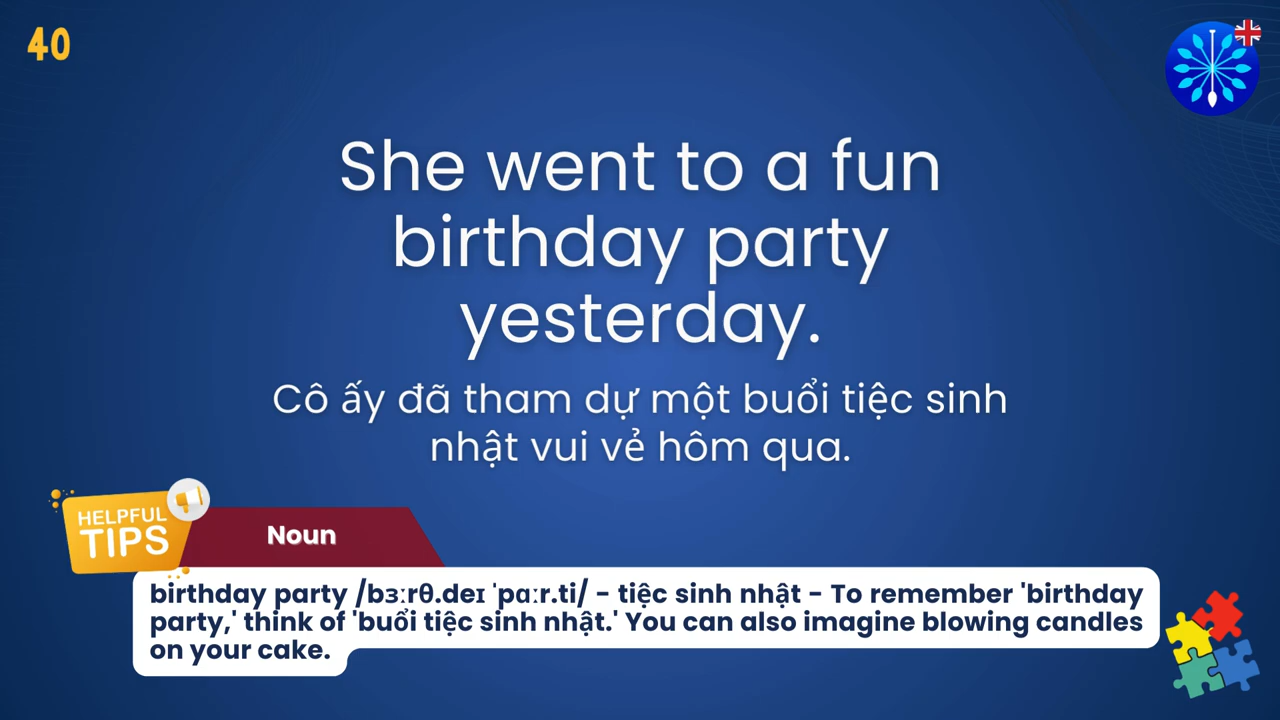 40
She went to a fun
birthday party
yesterday.
Cô ấy đã tham dự một buổi tiệc sinh
nhật vui vẻ hôm qua.
HELPFUL
TIPS
Noun
birthday party /bɜːrθ.deɪ ˈpɑːr.ti/ - tiệc sinh nhật - To remember 'birthday
party,' think of 'buổi tiệc sinh nhật.' You can also imagine blowing candles
on your cake.